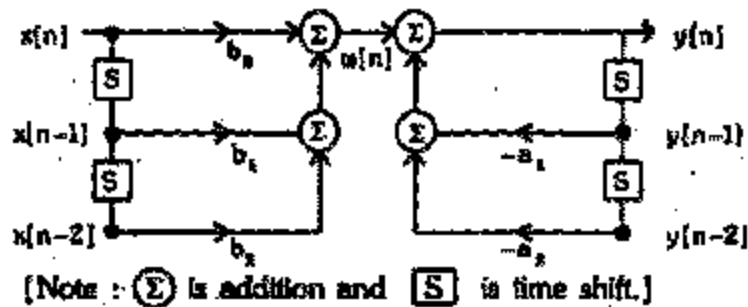 x[n] b₀ Σ ω[n] Σ y[n]
S S
x[n-1] b₁ Σ Σ -a₁ y[n-1)
S S
x[n-2] b₂ -a₂ y[n-2]
[Note : Σ is addition and S is time shift.]